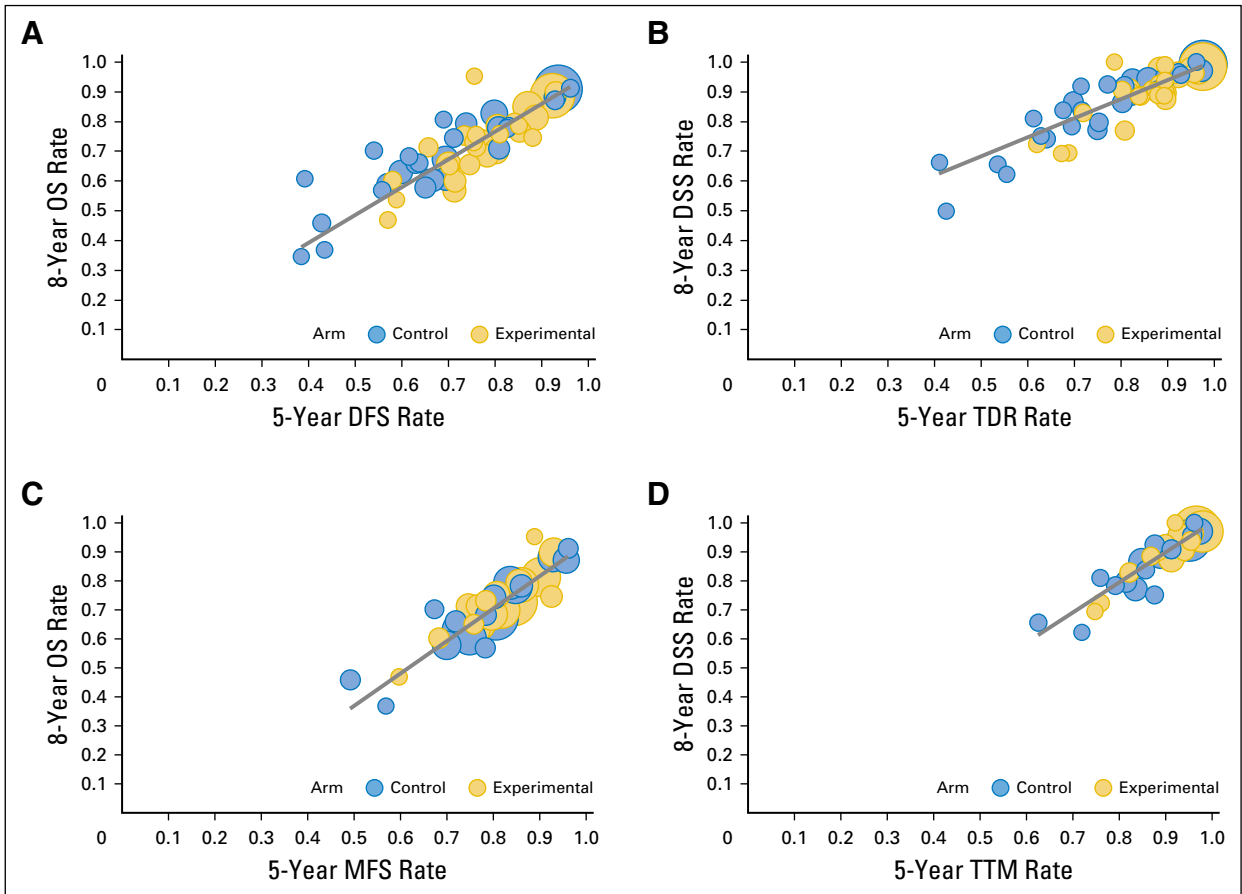 A
8-Year OS Rate
1.0
0.9
0.8
0.7
0.6
0.5
0.4
0.3
0.2
0.1
Arm Control Experimental
0 0.1 0.2 0.3 0.4 0.5 0.6 0.7 0.8 0.9 1.0
5-Year DFS Rate
B
8-Year DSS Rate
1.0
0.9
0.8
0.7
0.6
0.5
0.4
0.3
0.2
0.1
Arm Control Experimental
0 0.1 0.2 0.3 0.4 0.5 0.6 0.7 0.8 0.9 1.0
5-Year TDR Rate
C
8-Year OS Rate
1.0
0.9
0.8
0.7
0.6
0.5
0.4
0.3
0.2
0.1
Arm Control Experimental
0 0.1 0.2 0.3 0.4 0.5 0.6 0.7 0.8 0.9 1.0
5-Year MFS Rate
D
8-Year DSS Rate
1.0
0.9
0.8
0.7
0.6
0.5
0.4
0.3
0.2
0.1
Arm Control Experimental
0 0.1 0.2 0.3 0.4 0.5 0.6 0.7 0.8 0.9 1.0
5-Year TTM Rate